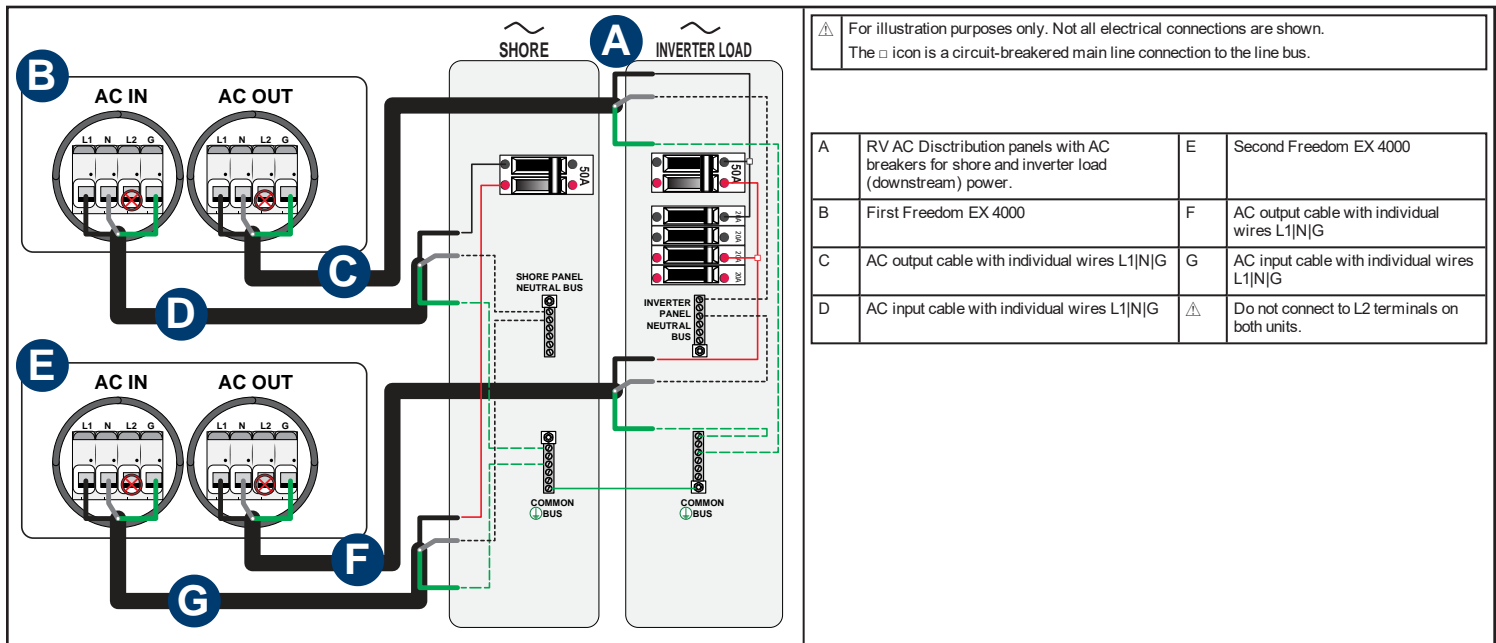 SHORE
A
INVERTER LOAD
B
AC IN
AC OUT
L1 N L2 G
L1 N L2 G
50A
50A
20A
20A
20A
20A
C
D
SHORE PANEL
NEUTRAL BUS
INVERTER
PANEL
NEUTRAL
BUS
E
AC IN
AC OUT
L1 N L2 G
L1 N L2 G
COMMON
BUS
COMMON
BUS
F
G
⚠ For illustration purposes only. Not all electrical connections are shown.
The □ icon is a circuit-breakered main line connection to the line bus.
A RV AC Disctribution panels with AC
breakers for shore and inverter load
(downstream) power.
E Second Freedom EX 4000
B First Freedom EX 4000
F AC output cable with individual
wires L1|N|G
C AC output cable with individual wires L1|N|G
G AC input cable with individual wires
L1|N|G
D AC input cable with individual wires L1|N|G
⚠ Do not connect to L2 terminals on
both units.